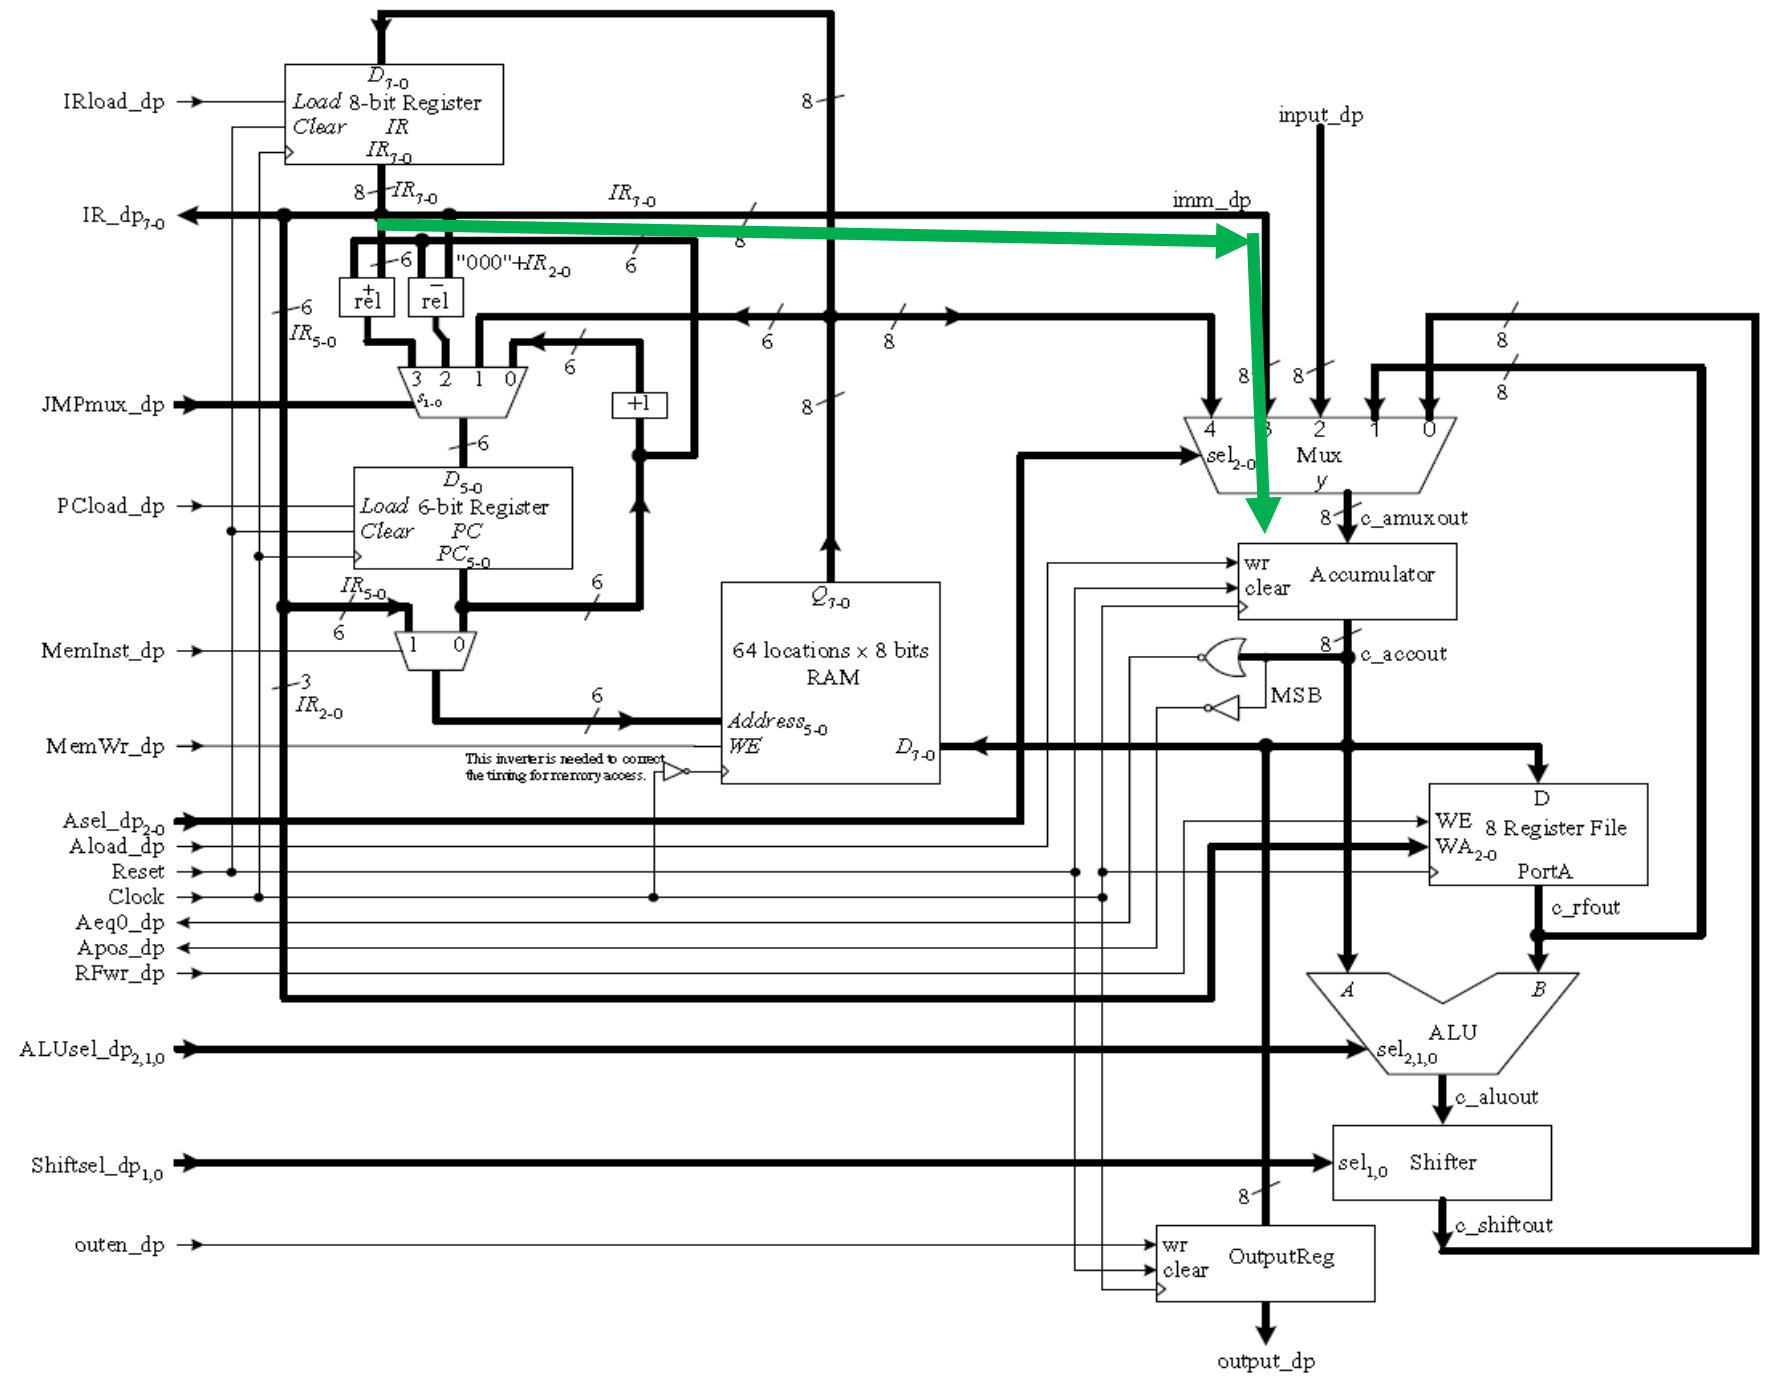 D7-0
IRload_dp
Load 8-bit Register
Clear IR
IR7-0
8
input_dp
8 IR7-0
IR7-0
imm_dp
IR_dp7-0
8
6
6
"000"+IR2-0
+
rel
−
rel
6
IR5-0
6
8
8
8
6
8
8
3 2 1 0
s1-0
+1
JMPmux_dp
8
4 3 2 1 0
sel2-0 Mux
y
6
D5-0
PCload_dp
Load 6-bit Register
Clear PC
PC5-0
8 c_amuxout
wr
Accumulator
clear
IR5-0
6
6
Q7-0
1 0
MemInst_dp
64 locations x 8 bits
RAM
8
c_accout
3
IR2-0
MSB
6
Address5-0
MemWr_dp
WE
D7-0
This inverter is needed to correct
the timing for memory access.
D
Asel_dp2-0
WE 8 Register File
Aload_dp
WA2-0
Reset
PortA
Clock
c_rfout
Aeq0_dp
Apos_dp
RFwr_dp
A B
ALU
ALUsel_dp2,1,0
sel2,1,0
c_aluout
Shiftsel_dp1,0
sel1,0 Shifter
8
c_shiftout
outen_dp
wr
OutputReg
clear
output_dp